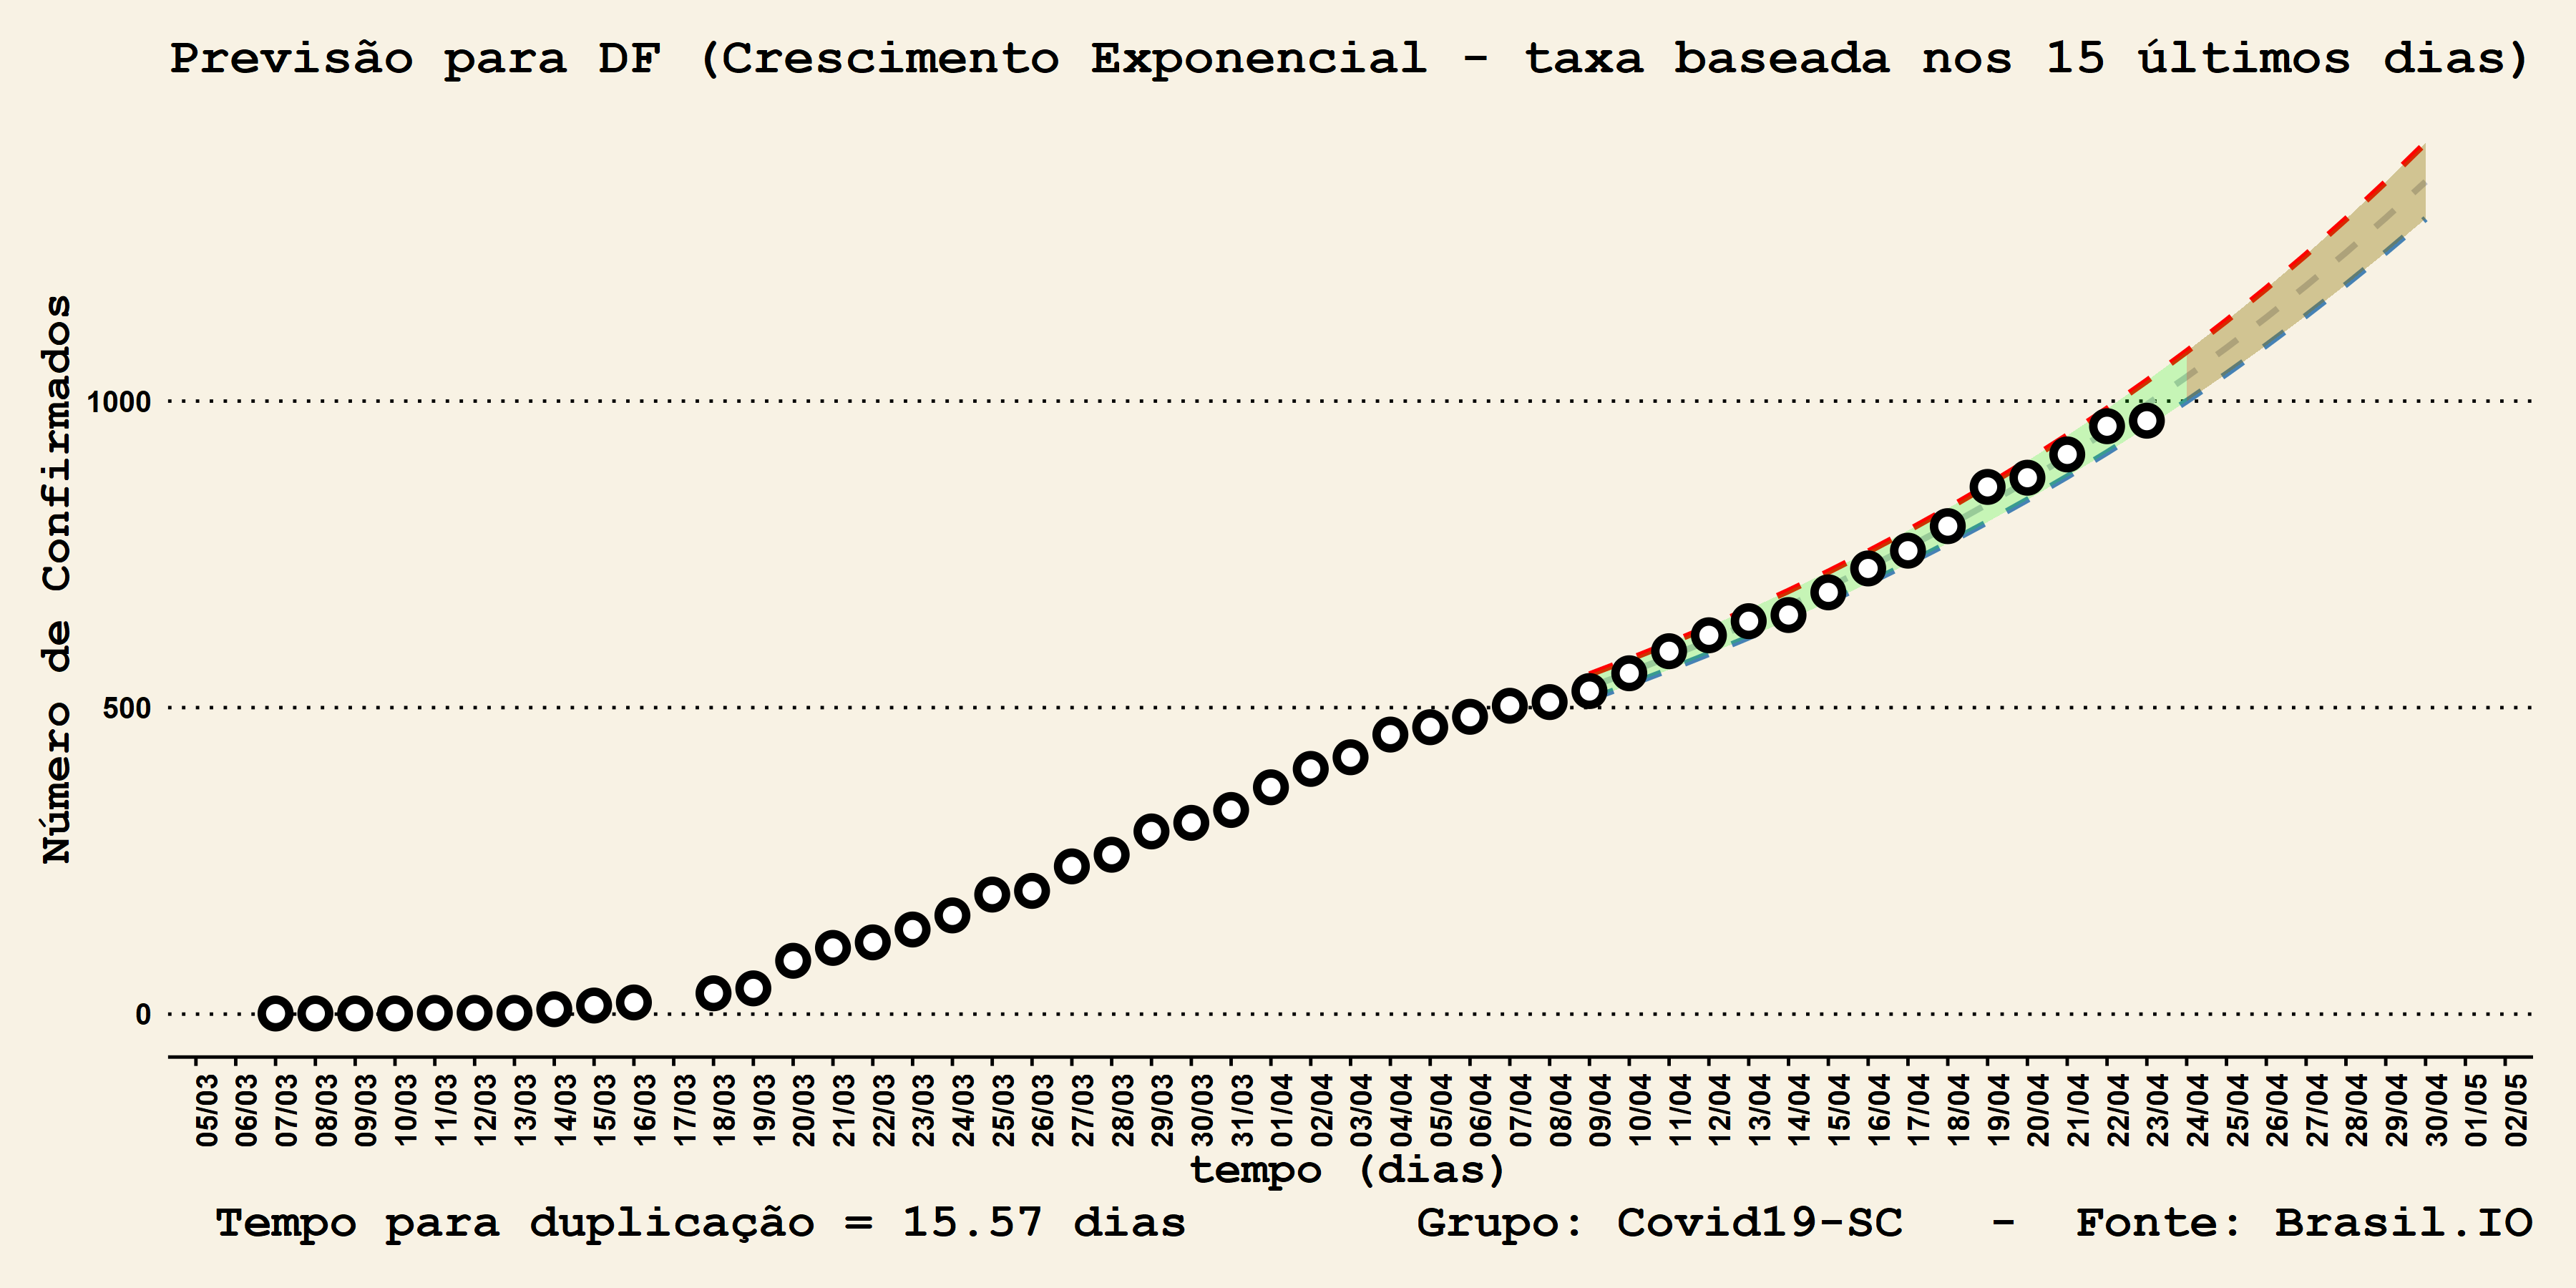 Previsão para DF (Crescimento Exponencial - taxa baseada nos 15 últimos dias)
Número de Confirmados
1000
500
0
05/03 06/03 07/03 08/03 09/03 10/03 11/03 12/03 13/03 14/03 15/03 16/03 17/03 18/03 19/03 20/03 21/03 22/03 23/03 24/03 25/03 26/03 27/03 28/03 29/03 30/03 31/03 01/04 02/04 03/04 04/04 05/04 06/04 07/04 08/04 09/04 10/04 11/04 12/04 13/04 14/04 15/04 16/04 17/04 18/04 19/04 20/04 21/04 22/04 23/04 24/04 25/04 26/04 27/04 28/04 29/04 30/04 01/05 02/05
tempo (dias)
Tempo para duplicação = 15.57 dias Grupo: Covid19-SC - Fonte: Brasil.IO